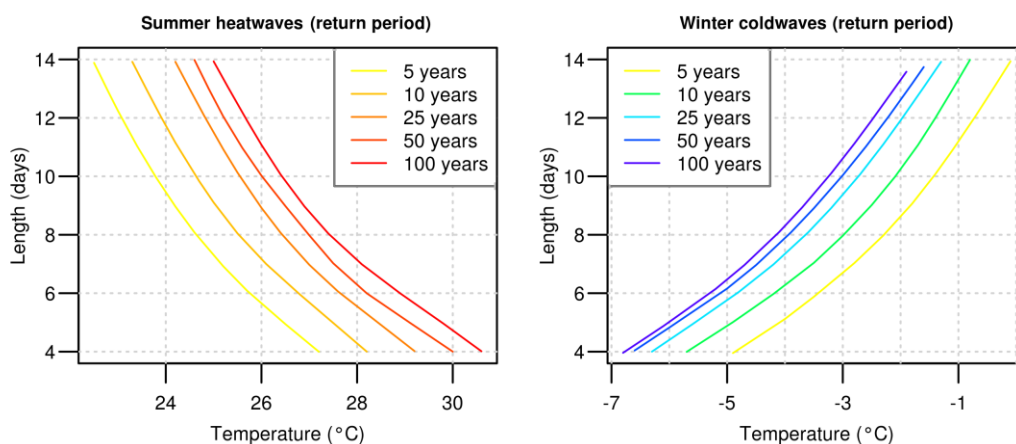 Summer heatwaves (return period)
14
12
10
8
6
4
Length (days)
5 years
10 years
25 years
50 years
100 years
24
26
28
30
Temperature (°C)
Winter coldwaves (return period)
14
12
10
8
6
4
Length (days)
5 years
10 years
25 years
50 years
100 years
-7
-5
-3
-1
Temperature (°C)